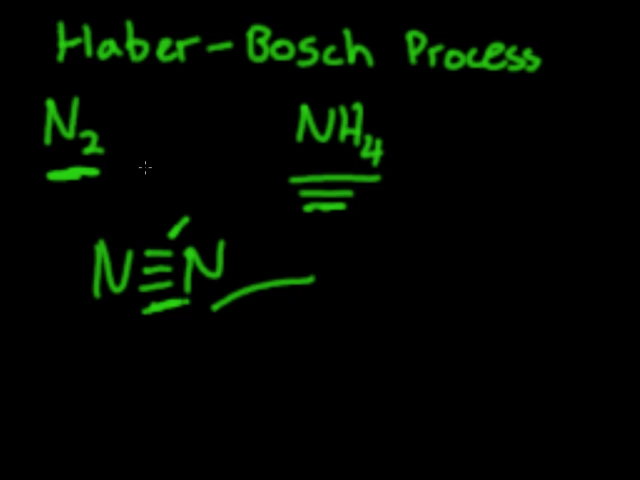 Haber-Bosch Process
N₂ NH₄
N≡N